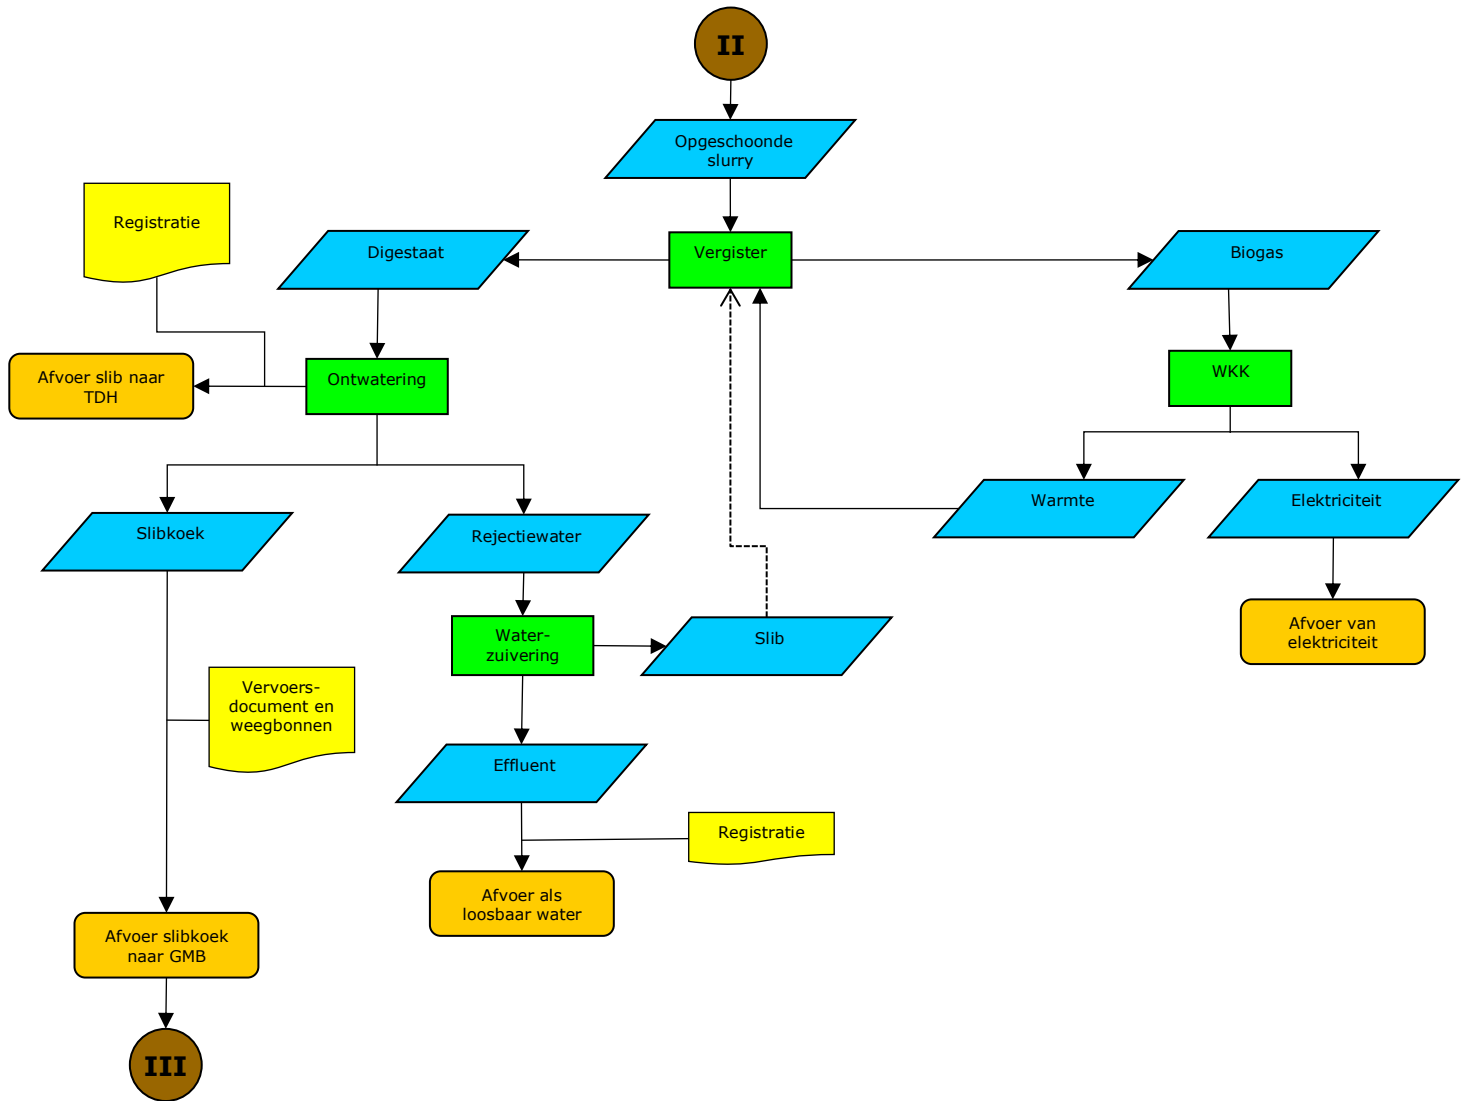 II
Opgeschoonde
slurry
Registratie
Digestaat
Vergister
Biogas
Afvoer slib naar
TDH
Ontwatering
WKK
Warmte
Elektriciteit
Slibkoek
Rejectiewater
Water-
zuivering
Slib
Afvoer van
elektriciteit
Vervoers-
document en
weegbonnen
Effluent
Registratie
Afvoer als
loosbaar water
Afvoer slibkoek
naar GMB
III